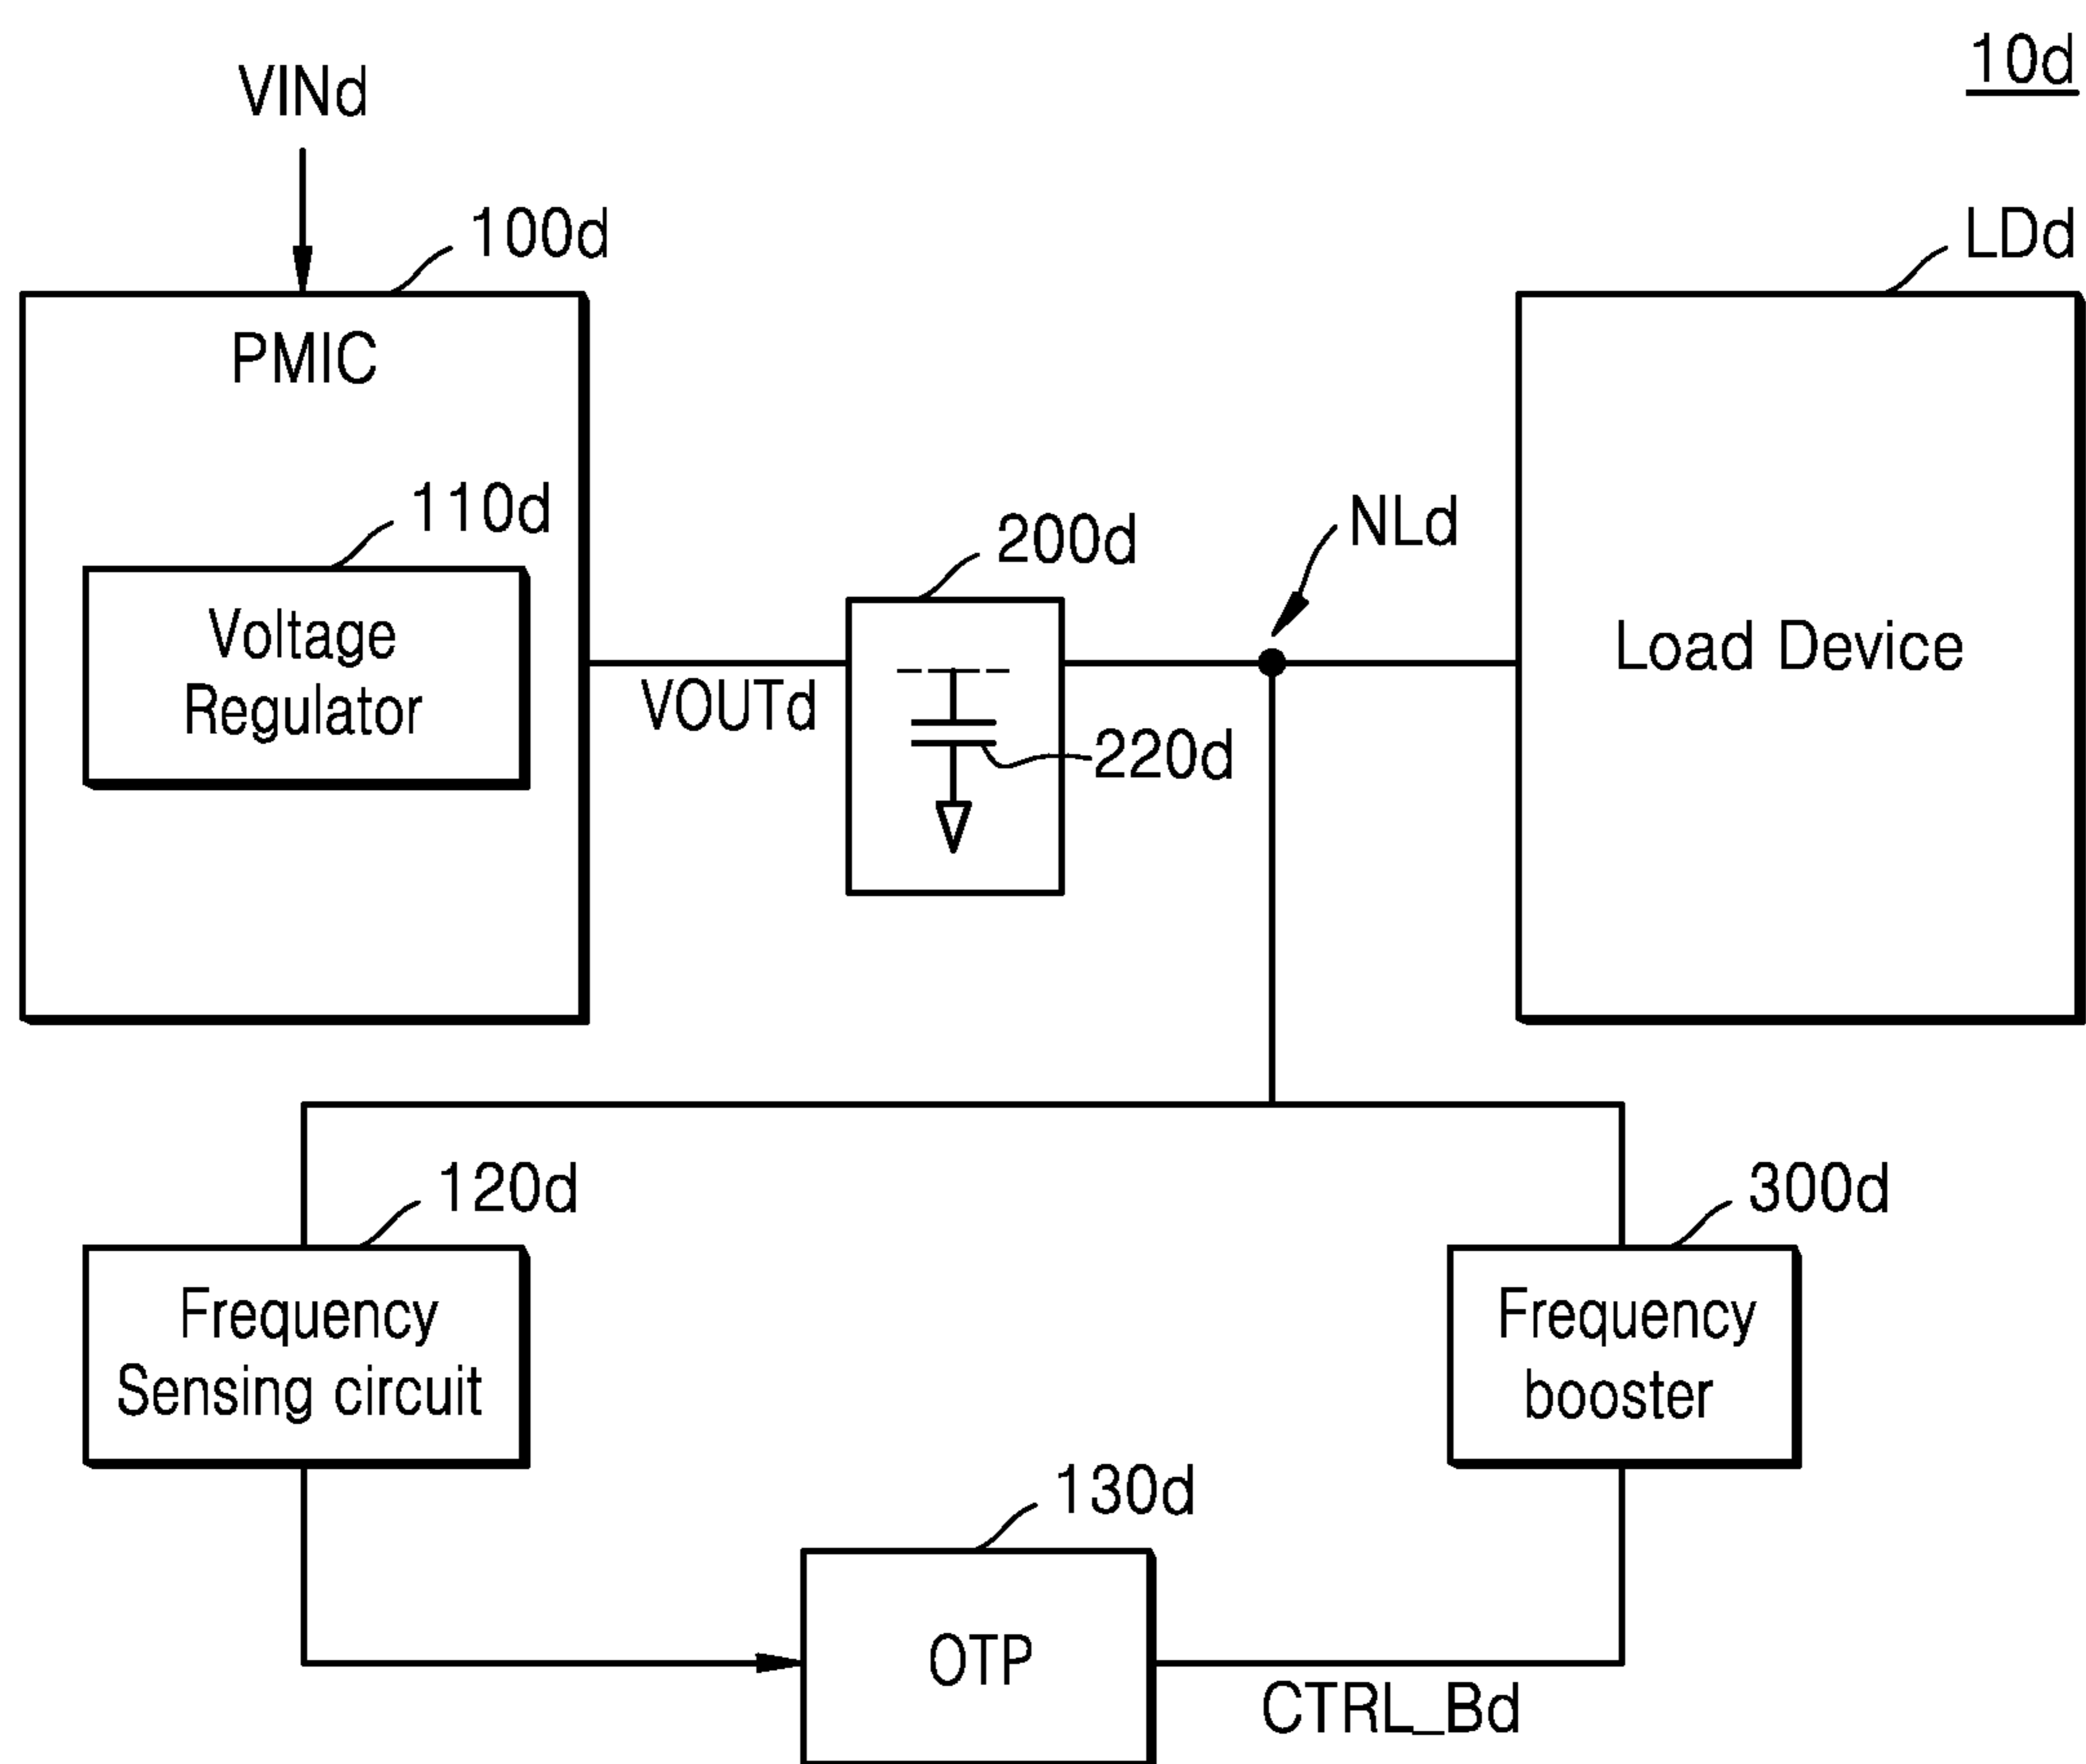 10d
VINd
100d
LDd
PMIC
110d
Voltage
Regulator
VOUTd
200d
220d
NLd
Load Device
120d
Frequency
Sensing circuit
300d
Frequency
booster
130d
OTP
CTRL_Bd